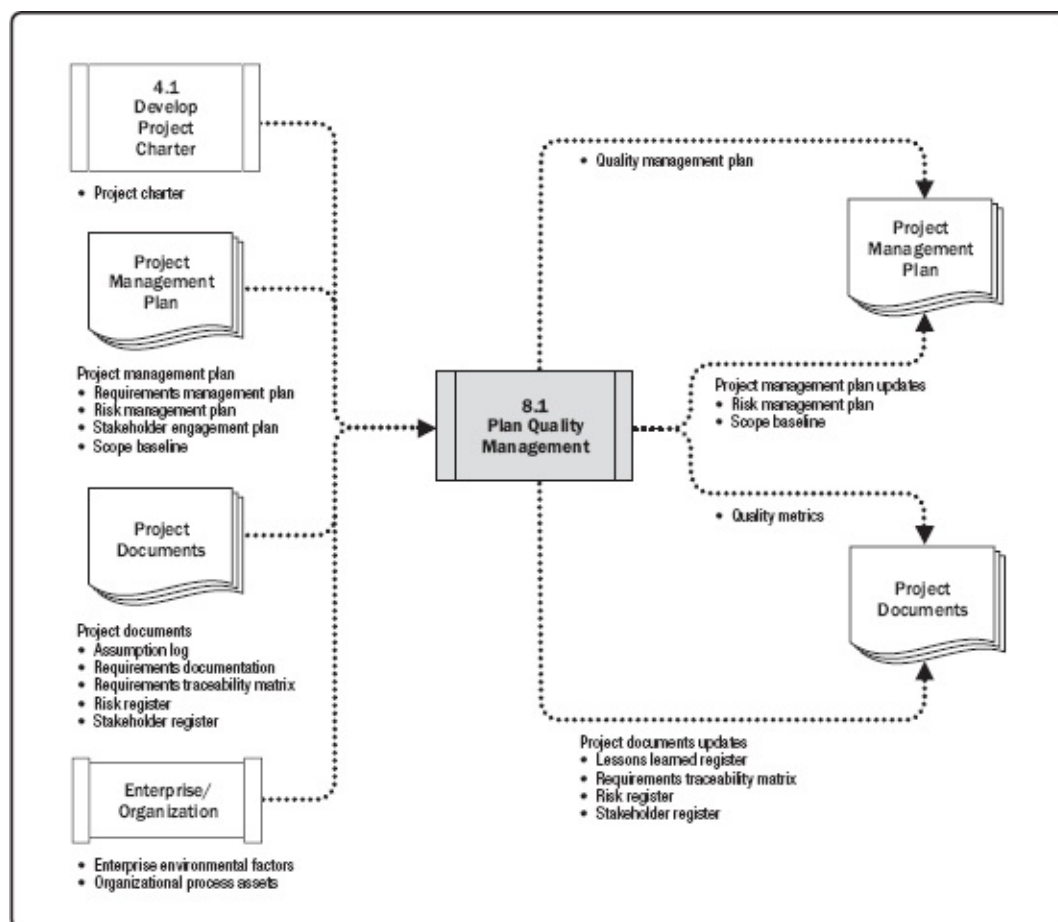 4.1
Develop
Project
Charter
• Project charter
Project
Management
Plan
Project management plan
• Requirements management plan
• Risk management plan
• Stakeholder engagement plan
• Scope baseline
Project
Documents
Project documents
• Assumption log
• Requirements documentation
• Requirements traceability matrix
• Risk register
• Stakeholder register
Enterprise/
Organization
• Enterprise environmental factors
• Organizational process assets
8.1
Plan Quality
Management
• Quality management plan
Project
Management
Plan
Project management plan updates
• Risk management plan
• Scope baseline
• Quality metrics
Project
Documents
Project documents updates
• Lessons learned register
• Requirements traceability matrix
• Risk register
• Stakeholder register